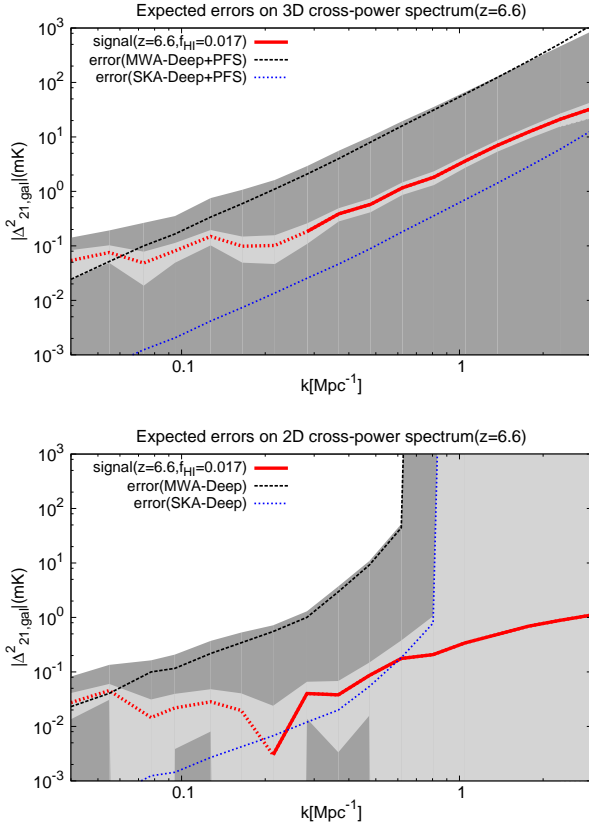 Expected errors on 3D cross-power spectrum(z=6.6)
signal(z=6.6,fHI=0.017)
error(MWA-Deep+PFS)
error(SKA-Deep+PFS)
10^3
10^2
10^1
10^0
10^-1
10^-2
10^-3
|Δ^2_21,gal|(mK)
0.1
1
k[Mpc^-1]
Expected errors on 2D cross-power spectrum(z=6.6)
signal(z=6.6,fHI=0.017)
error(MWA-Deep)
error(SKA-Deep)
10^3
10^2
10^1
10^0
10^-1
10^-2
10^-3
|Δ^2_21,gal|(mK)
0.1
1
k[Mpc^-1]